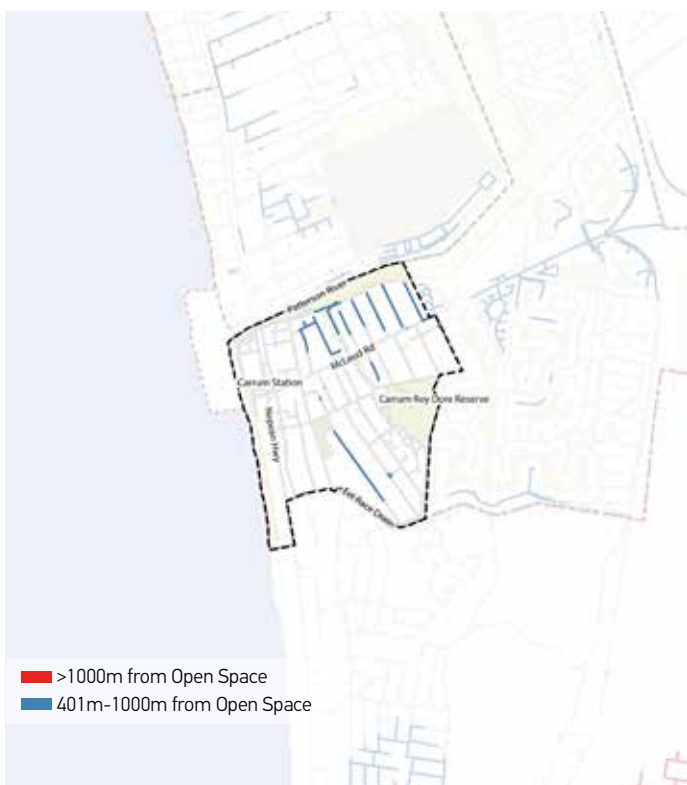 Patterson River
McLeod Rd
Carrum Station
Carrum Roy Dore Reserve
Nepean Hwy
Eel Race Drain
>1000m from Open Space
401m-1000m from Open Space